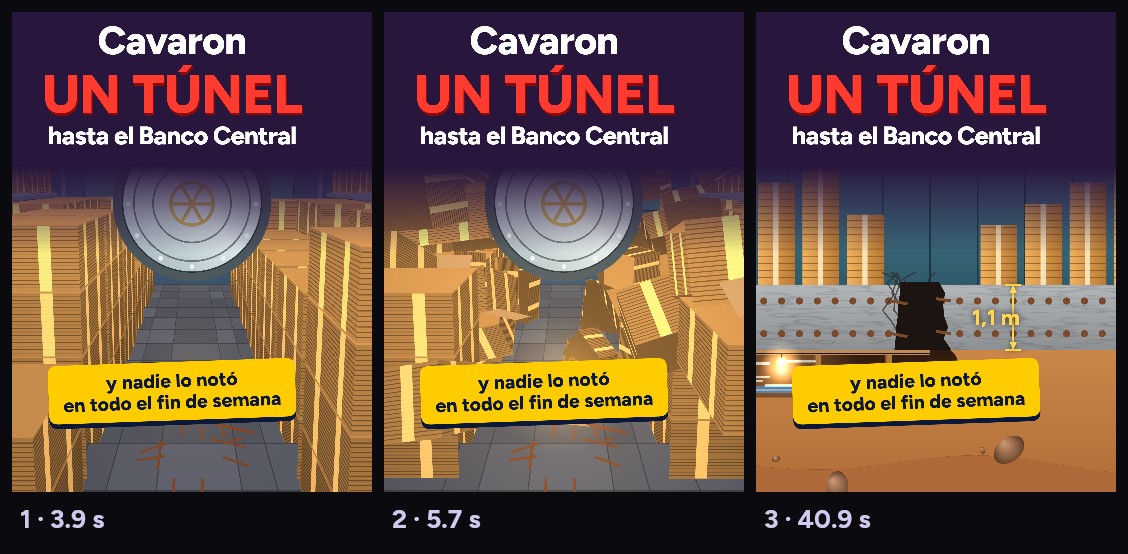 Cavaron
UN TÚNEL
hasta el Banco Central
y nadie lo notó
en todo el fin de semana
1 · 3.9 s
Cavaron
UN TÚNEL
hasta el Banco Central
y nadie lo notó
en todo el fin de semana
2 · 5.7 s
Cavaron
UN TÚNEL
hasta el Banco Central
1,1 m
y nadie lo notó
en todo el fin de semana
3 · 40.9 s